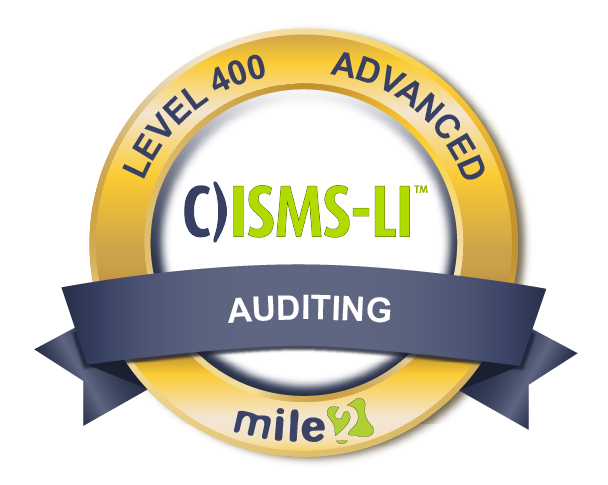 LEVEL 400 ADVANCED
C)ISMS-LI™
AUDITING
mile2